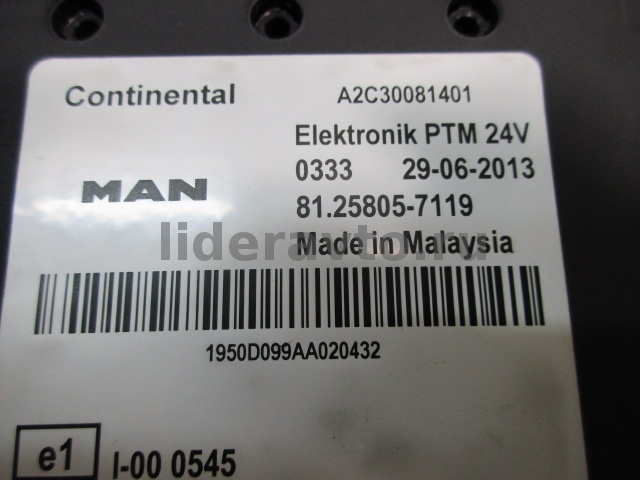 Continental A2C30081401
Elektronik PTM 24V
0333 29-06-2013
MAN
81.25805-7119
Made in Malaysia
lideravto.ru
1950D099AA020432
e1 I-00 0545